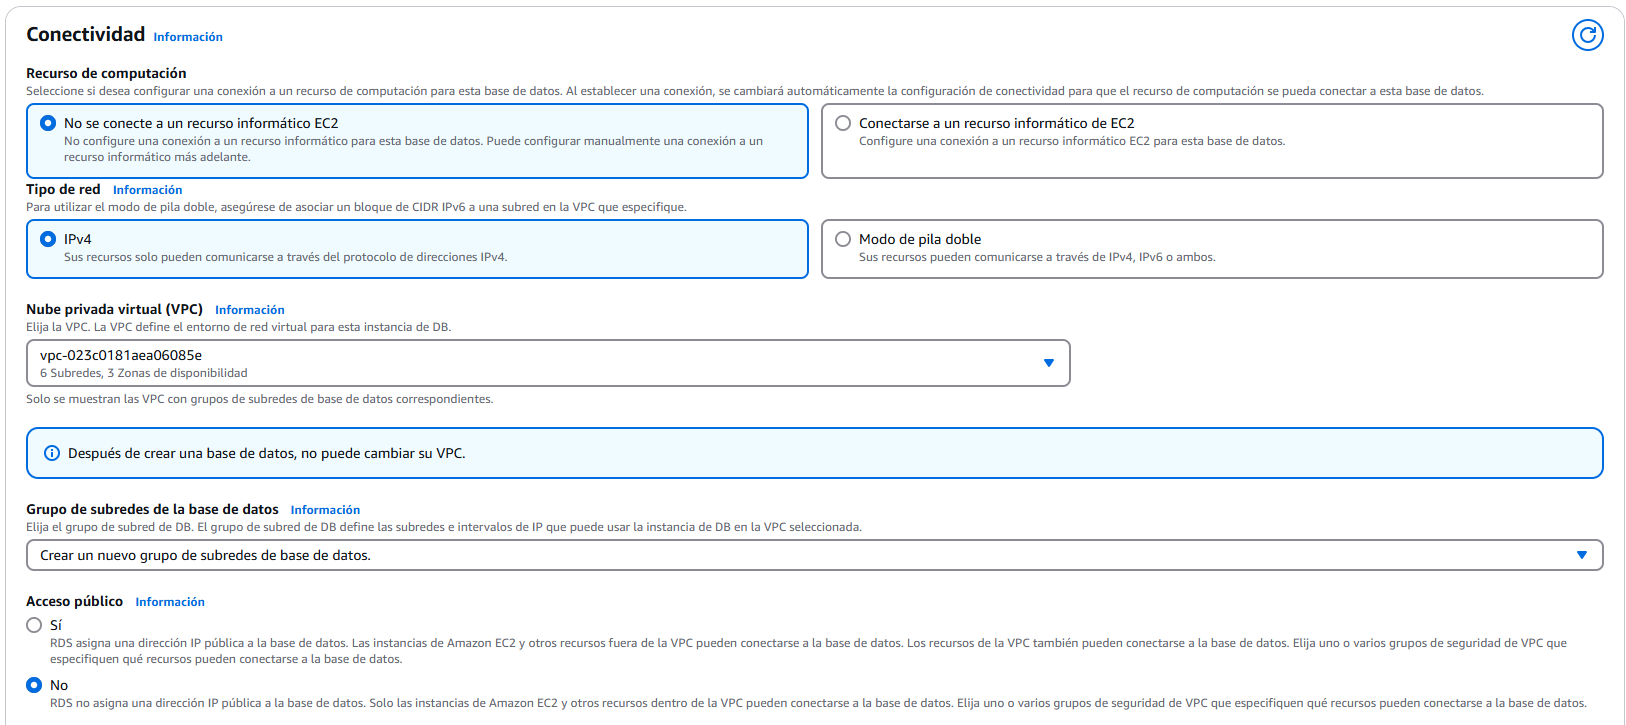 Conectividad Información
Recurso de computación
Seleccione si desea configurar una conexión a un recurso de computación para esta base de datos. Al establecer una conexión, se cambiará automáticamente la configuración de conectividad para que el recurso de computación se pueda conectar a esta base de datos.
No se conecte a un recurso informático EC2
No configure una conexión a un recurso informático para esta base de datos. Puede configurar manualmente una conexión a un
recurso informático más adelante.
Conectarse a un recurso informático de EC2
Configure una conexión a un recurso informático EC2 para esta base de datos.
Tipo de red Información
Para utilizar el modo de pila doble, asegúrese de asociar un bloque de CIDR IPv6 a una subred en la VPC que especifique.
IPv4
Sus recursos solo pueden comunicarse a través del protocolo de direcciones IPv4.
Modo de pila doble
Sus recursos pueden comunicarse a través de IPv4, IPv6 o ambos.
Nube privada virtual (VPC) Información
Elija la VPC. La VPC define el entorno de red virtual para esta instancia de DB.
vpc-023c0181aea06085e
6 Subredes, 3 Zonas de disponibilidad
Solo se muestran las VPC con grupos de subredes de base de datos correspondientes.
Después de crear una base de datos, no puede cambiar su VPC.
Grupo de subredes de la base de datos Información
Elija el grupo de subred de DB. El grupo de subred de DB define las subredes e intervalos de IP que puede usar la instancia de DB en la VPC seleccionada.
Crear un nuevo grupo de subredes de base de datos.
Acceso público Información
Sí
RDS asigna una dirección IP pública a la base de datos. Las instancias de Amazon EC2 y otros recursos fuera de la VPC pueden conectarse a la base de datos. Los recursos de la VPC también pueden conectarse a la base de datos. Elija uno o varios grupos de seguridad de VPC que
especifiquen qué recursos pueden conectarse a la base de datos.
No
RDS no asigna una dirección IP pública a la base de datos. Solo las instancias de Amazon EC2 y otros recursos dentro de la VPC pueden conectarse a la base de datos. Elija uno o varios grupos de seguridad de VPC que especifiquen qué recursos pueden conectarse a la base de datos.